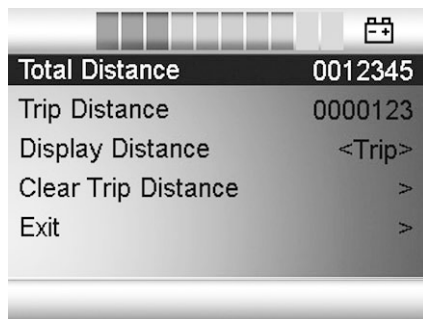 Total Distance 0012345
Trip Distance 0000123
Display Distance <Trip>
Clear Trip Distance >
Exit >